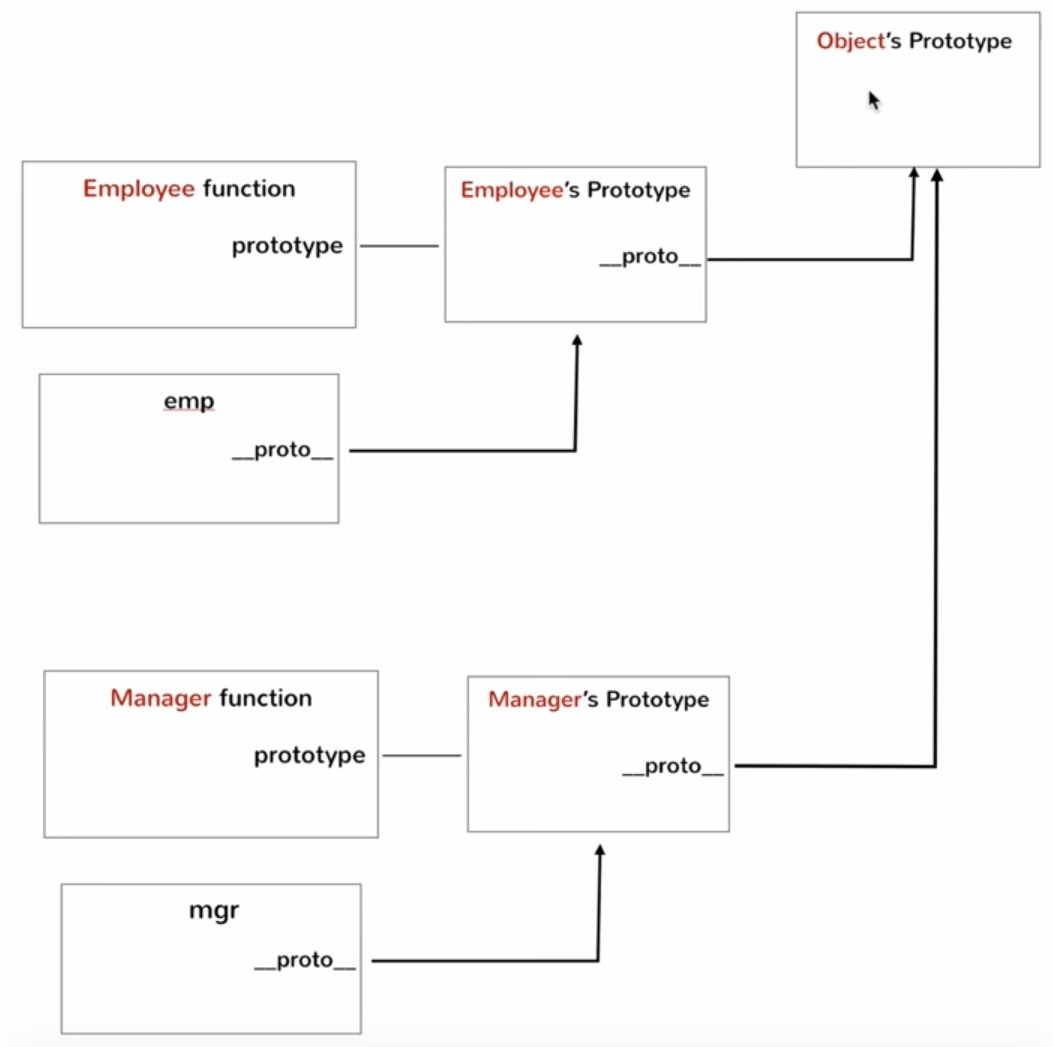 Object's Prototype
Employee function
prototype
Employee's Prototype
__proto__
emp
__proto__
Manager function
prototype
Manager's Prototype
__proto__
mgr
__proto__